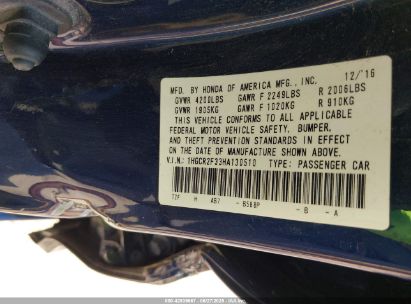 MFD. BY HONDA OF AMERICA MFG., INC. 12/16
GVWR 4200LBS GAWR F 2249LBS R 2006LBS
GVWR 1905KG GAWR F 1020KG R 910KG
THIS VEHICLE CONFORMS TO ALL APPLICABLE
FEDERAL MOTOR VEHICLE SAFETY, BUMPER,
AND THEFT PREVENTION STANDARDS IN EFFECT
ON THE DATE OF MANUFACTURE SHOWN ABOVE.
V.I.N.: 1HGCR2F33HA130510 TYPE: PASSENGER CAR
H - B - A